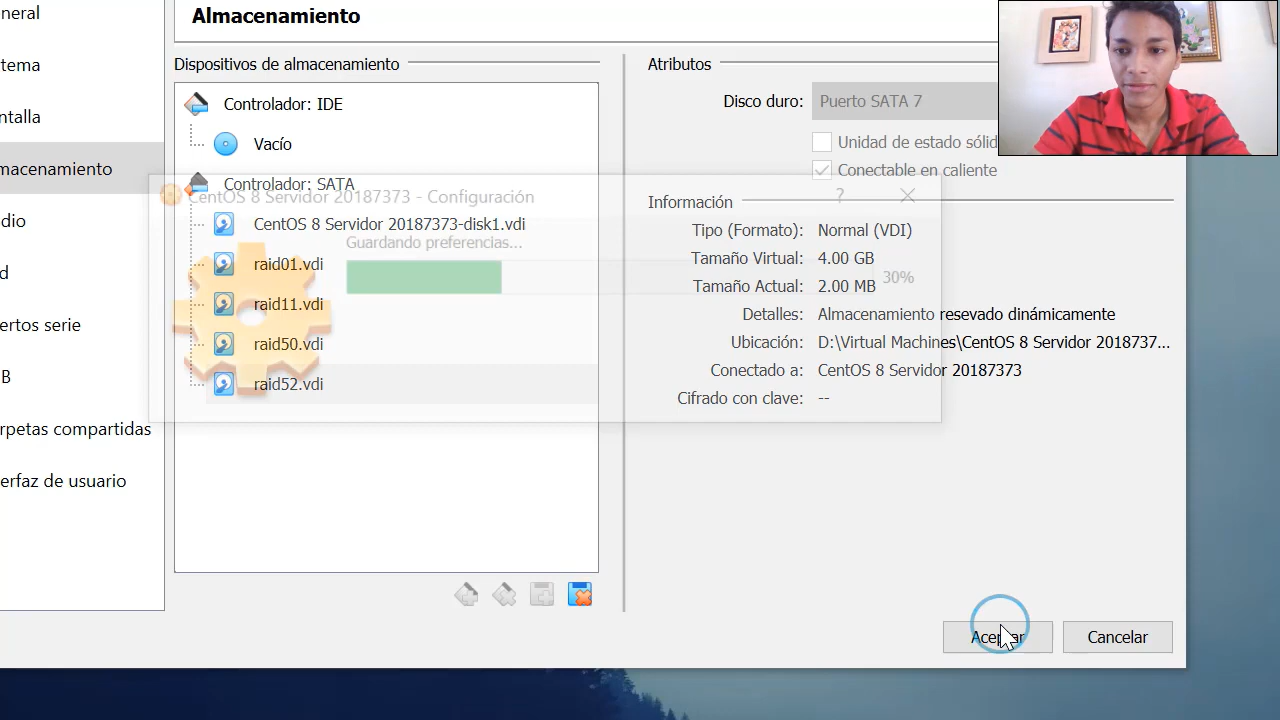 neral
tema
ntalla
macenamiento
dio
d
ertos serie
B
rpetas compartidas
erfaz de usuario
Almacenamiento
Dispositivos de almacenamiento
Controlador: IDE
Vacío
Controlador: SATA
CentOS 8 Servidor 20187373-disk1.vdi
raid01.vdi
raid11.vdi
raid50.vdi
raid52.vdi
CentOS 8 Servidor 20187373 - Configuración
?
Guardando preferencias...
30%
Atributos
Disco duro: Puerto SATA 7
Unidad de estado sólid
Conectable en caliente
Información
Tipo (Formato): Normal (VDI)
Tamaño Virtual: 4.00 GB
Tamaño Actual: 2.00 MB
Detalles: Almacenamiento resevado dinámicamente
Ubicación: D:\Virtual Machines\CentOS 8 Servidor 2018737...
Conectado a: CentOS 8 Servidor 20187373
Cifrado con clave: --
Aceptar
Cancelar